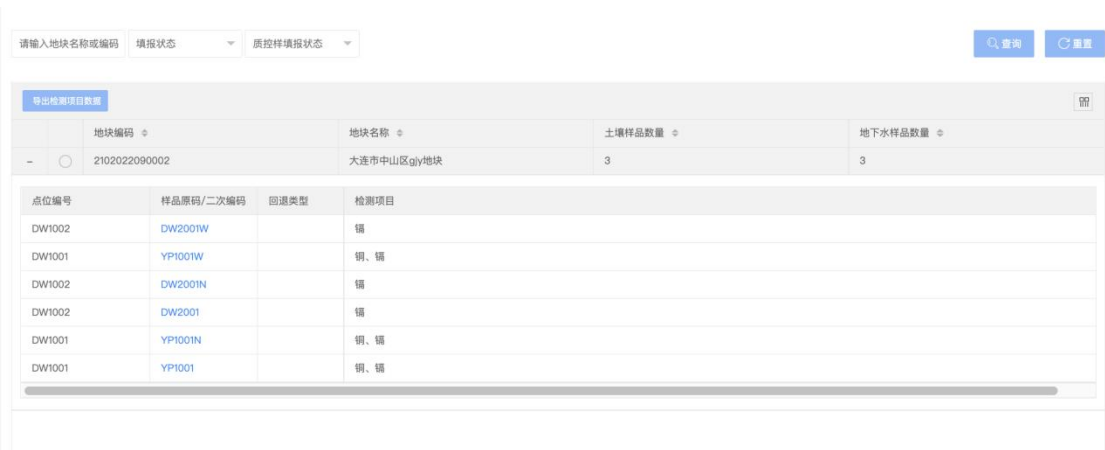 请输入地块名称或编码 填报状态 质控样填报状态 查询 重置
导出检测项目数据
地块编码 地块名称 土壤样品数量 地下水样品数量
− 2102022090002 大连市中山区gjy地块 3 3
点位编号 样品原码/二次编码 回退类型 检测项目
DW1002 DW2001W 镉
DW1001 YP1001W 铜、镉
DW1002 DW2001N 镉
DW1002 DW2001 镉
DW1001 YP1001N 铜、镉
DW1001 YP1001 铜、镉